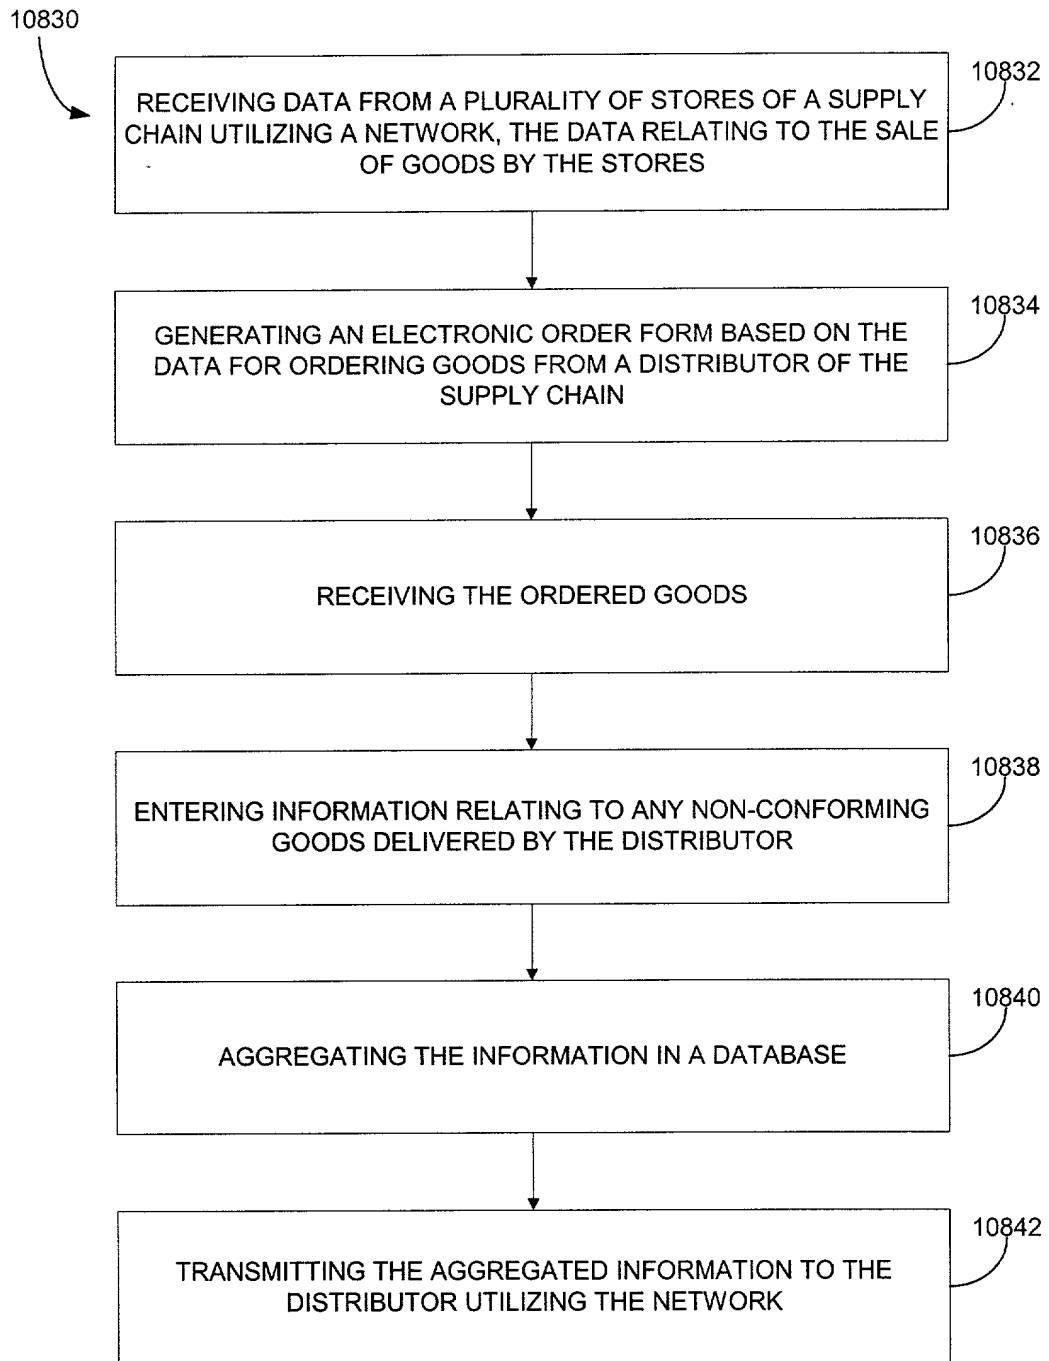 10830
10832
RECEIVING DATA FROM A PLURALITY OF STORES OF A SUPPLY
CHAIN UTILIZING A NETWORK, THE DATA RELATING TO THE SALE
OF GOODS BY THE STORES
10834
GENERATING AN ELECTRONIC ORDER FORM BASED ON THE
DATA FOR ORDERING GOODS FROM A DISTRIBUTOR OF THE
SUPPLY CHAIN
10836
RECEIVING THE ORDERED GOODS
10838
ENTERING INFORMATION RELATING TO ANY NON-CONFORMING
GOODS DELIVERED BY THE DISTRIBUTOR
10840
AGGREGATING THE INFORMATION IN A DATABASE
10842
TRANSMITTING THE AGGREGATED INFORMATION TO THE
DISTRIBUTOR UTILIZING THE NETWORK